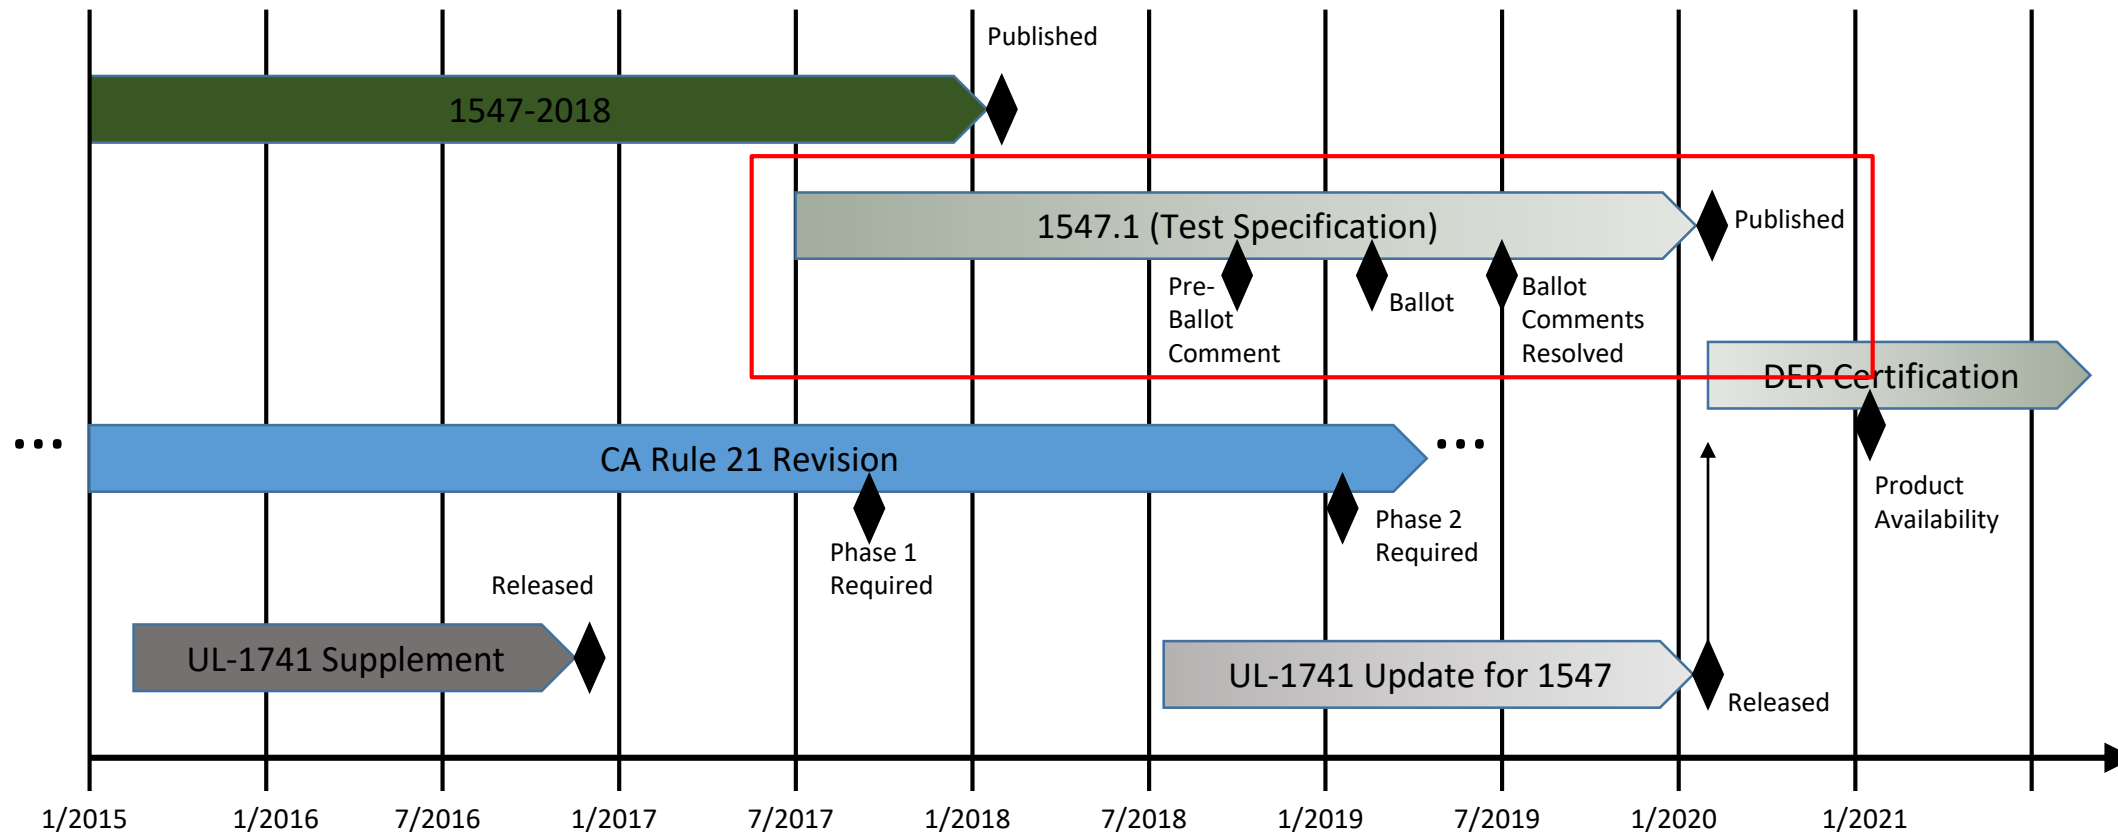 Published
1547-2018
1547.1 (Test Specification)
Published
Pre-
Ballot
Comment
Ballot
Ballot
Comments
Resolved
DER Certification
...
CA Rule 21 Revision
...
Product
Availability
Phase 1
Required
Phase 2
Required
Released
UL-1741 Supplement
UL-1741 Update for 1547
Released
1/2015
1/2016
7/2016
1/2017
7/2017
1/2018
7/2018
1/2019
7/2019
1/2020
1/2021